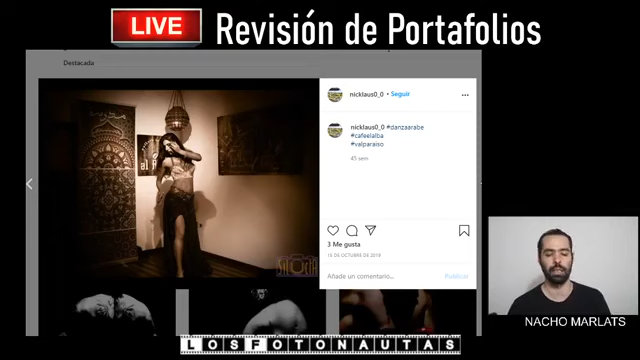 LIVE
Revisión de Portafolios
Destacada
nicklaus0_0 • Seguir
nicklaus0_0 #danzaarabe
#cafeelalba
#valparaiso
45 sem
3 Me gusta
15 DE OCTUBRE DE 2019
Añade un comentario...
Publicar
NACHO MARLATS
LOSFOTONAUTAS